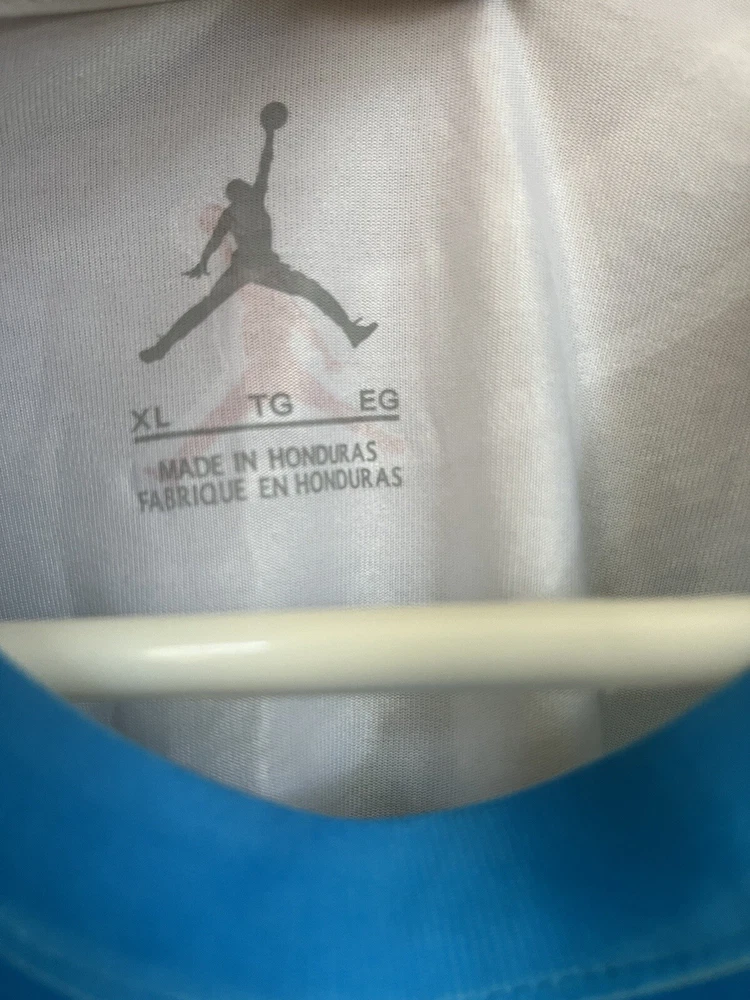 XL TG EG
MADE IN HONDURAS
FABRIQUE EN HONDURAS